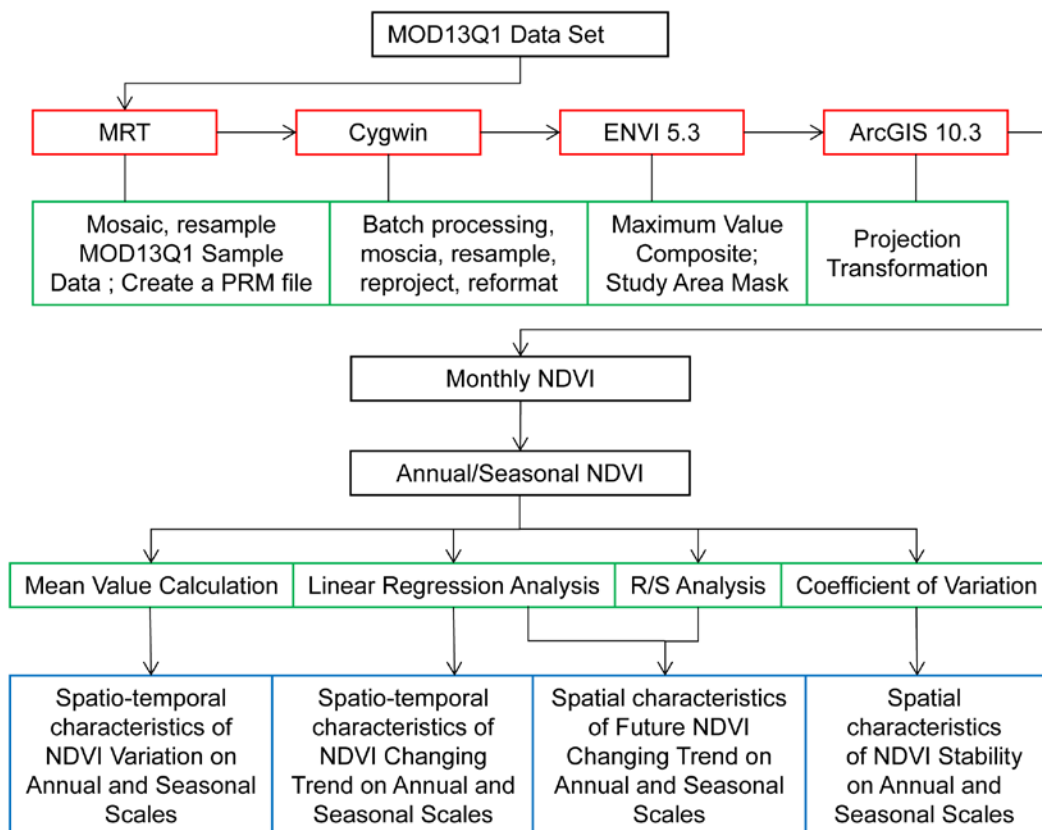 MOD13Q1 Data Set
MRT
Cygwin
ENVI 5.3
ArcGIS 10.3
Mosaic, resample
MOD13Q1 Sample
Data ; Create a PRM file
Batch processing,
moscia, resample,
reproject, reformat
Maximum Value
Composite;
Study Area Mask
Projection
Transformation
Monthly NDVI
Annual/Seasonal NDVI
Mean Value Calculation
Linear Regression Analysis
R/S Analysis
Coefficient of Variation
Spatio-temporal
characteristics of
NDVI Variation on
Annual and Seasonal
Scales
Spatio-temporal
characteristics of
NDVI Changing
Trend on Annual and
Seasonal Scales
Spatial characteristics
of Future NDVI
Changing Trend on
Annual and Seasonal
Scales
Spatial
characteristics
of NDVI Stability
on Annual and
Seasonal Scales